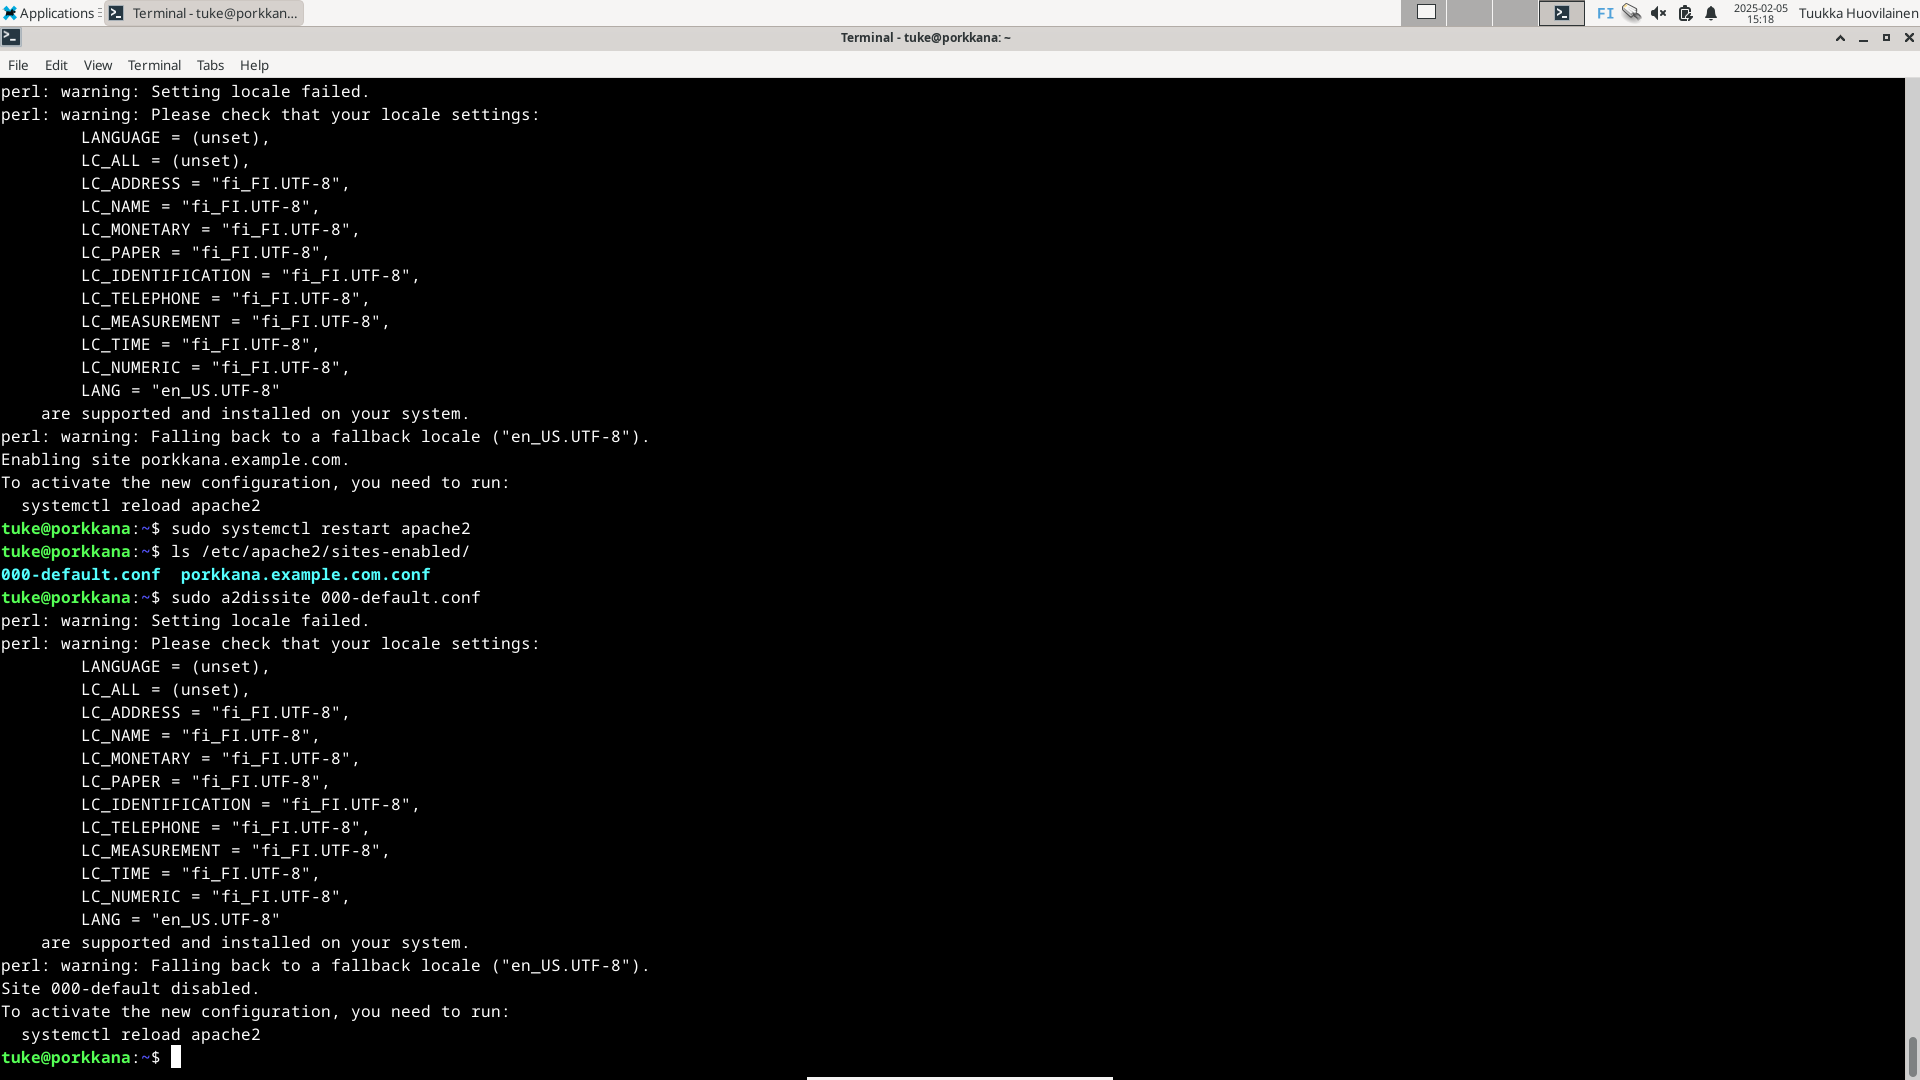 Applications
Terminal - tuke@porkkan...
FI
2025-02-05
15:18
Tuukka Huovilainen
Terminal - tuke@porkkana: ~
File Edit View Terminal Tabs Help
perl: warning: Setting locale failed.
perl: warning: Please check that your locale settings:
        LANGUAGE = (unset),
        LC_ALL = (unset),
        LC_ADDRESS = "fi_FI.UTF-8",
        LC_NAME = "fi_FI.UTF-8",
        LC_MONETARY = "fi_FI.UTF-8",
        LC_PAPER = "fi_FI.UTF-8",
        LC_IDENTIFICATION = "fi_FI.UTF-8",
        LC_TELEPHONE = "fi_FI.UTF-8",
        LC_MEASUREMENT = "fi_FI.UTF-8",
        LC_TIME = "fi_FI.UTF-8",
        LC_NUMERIC = "fi_FI.UTF-8",
        LANG = "en_US.UTF-8"
    are supported and installed on your system.
perl: warning: Falling back to a fallback locale ("en_US.UTF-8").
Enabling site porkkana.example.com.
To activate the new configuration, you need to run:
  systemctl reload apache2
tuke@porkkana:~$ sudo systemctl restart apache2
tuke@porkkana:~$ ls /etc/apache2/sites-enabled/
000-default.conf  porkkana.example.com.conf
tuke@porkkana:~$ sudo a2dissite 000-default.conf
perl: warning: Setting locale failed.
perl: warning: Please check that your locale settings:
        LANGUAGE = (unset),
        LC_ALL = (unset),
        LC_ADDRESS = "fi_FI.UTF-8",
        LC_NAME = "fi_FI.UTF-8",
        LC_MONETARY = "fi_FI.UTF-8",
        LC_PAPER = "fi_FI.UTF-8",
        LC_IDENTIFICATION = "fi_FI.UTF-8",
        LC_TELEPHONE = "fi_FI.UTF-8",
        LC_MEASUREMENT = "fi_FI.UTF-8",
        LC_TIME = "fi_FI.UTF-8",
        LC_NUMERIC = "fi_FI.UTF-8",
        LANG = "en_US.UTF-8"
    are supported and installed on your system.
perl: warning: Falling back to a fallback locale ("en_US.UTF-8").
Site 000-default disabled.
To activate the new configuration, you need to run:
  systemctl reload apache2
tuke@porkkana:~$